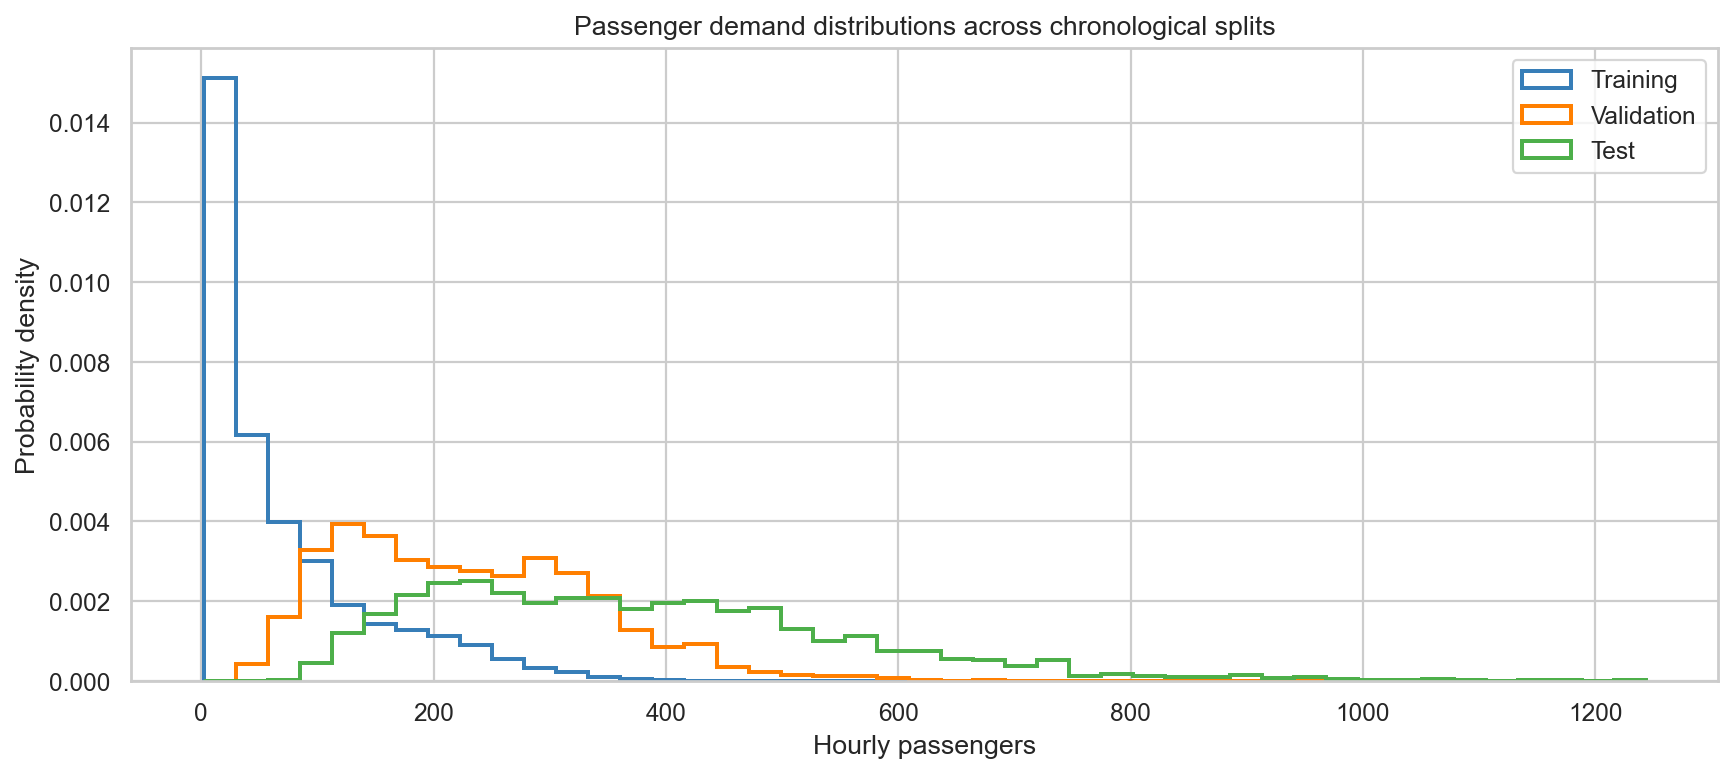 Passenger demand distributions across chronological splits
Training
Validation
Test
Probability density
0.014
0.012
0.010
0.008
0.006
0.004
0.002
0.000
0 200 400 600 800 1000 1200
Hourly passengers